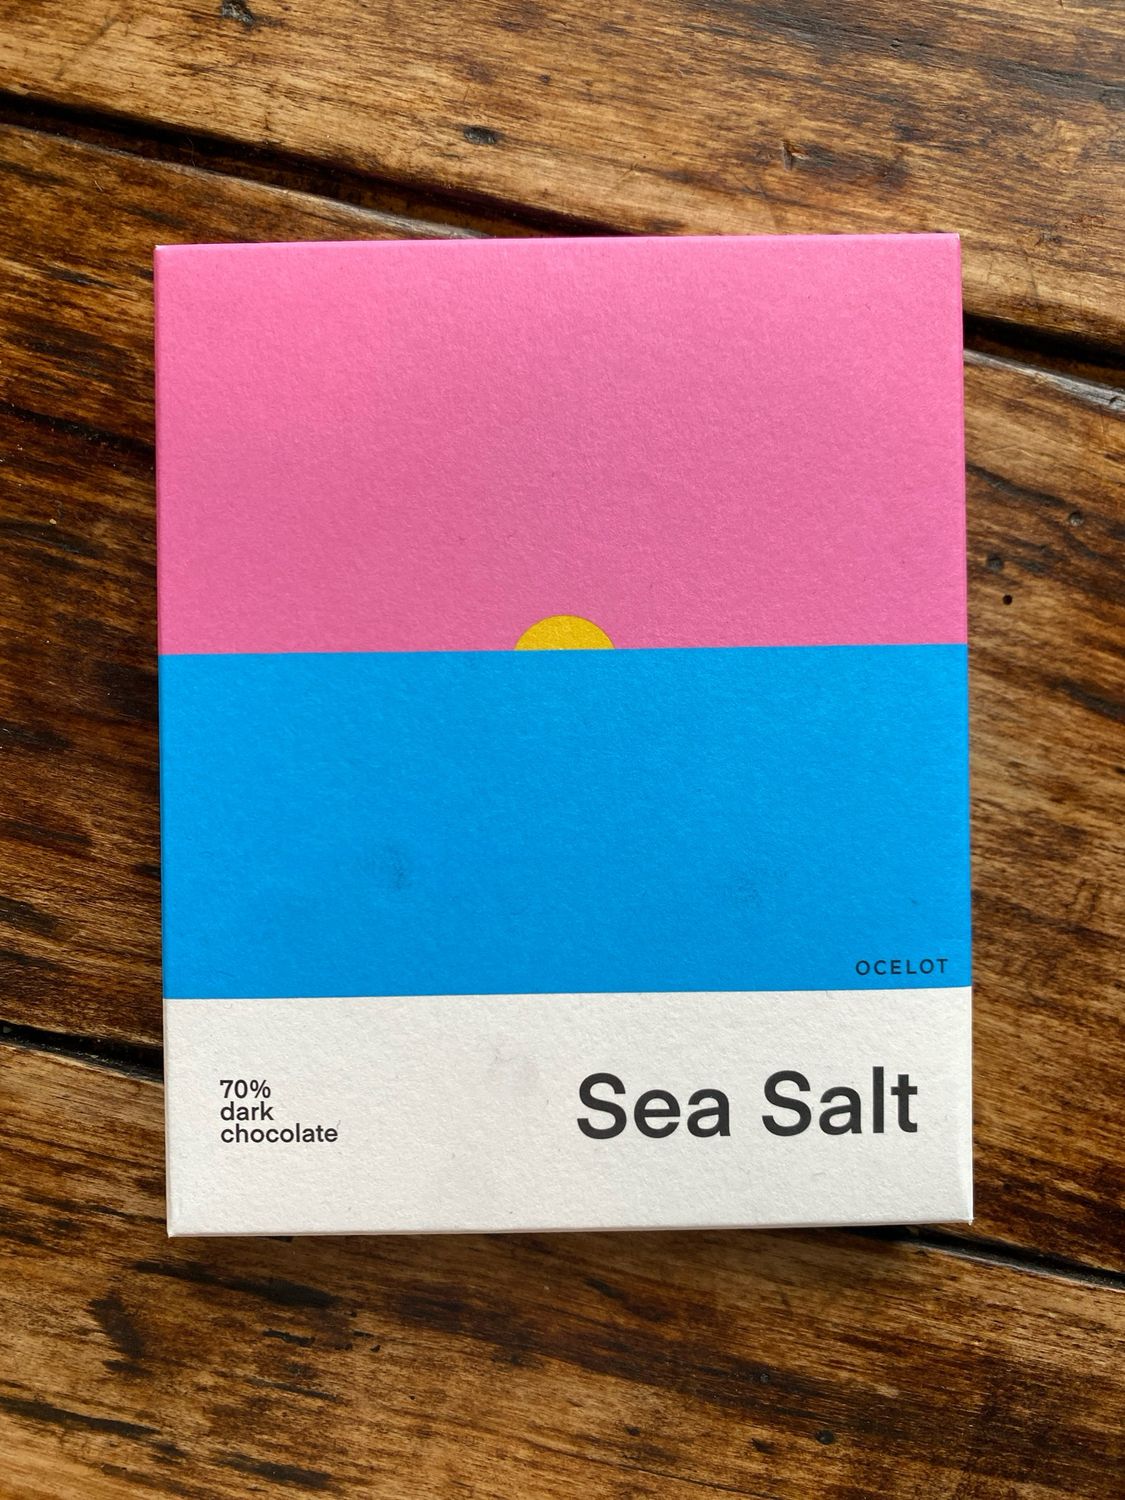 OCELOT
70%
dark
chocolate
Sea Salt